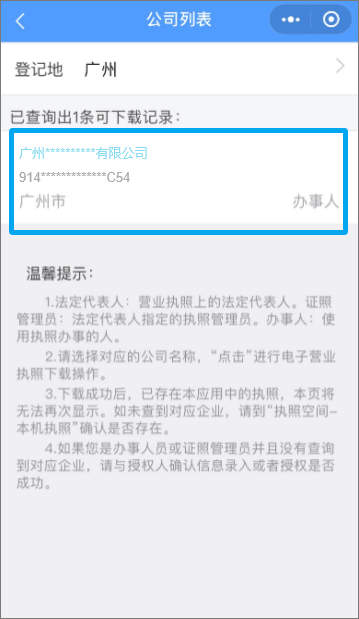 公司列表
登记地 广州
已查询出1条可下载记录：
广州**********有限公司
914*************C54
广州市 办事人
温馨提示：
1.法定代表人：营业执照上的法定代表人。证照
管理员：法定代表人指定的执照管理员。办事人：使
用执照办事的人。
2.请选择对应的公司名称，“点击”进行电子营业
执照下载操作。
3.下载成功后，已存在本应用中的执照，本页将
无法再次显示。如未查到对应企业，请到“执照空间-
本机执照”确认是否存在。
4.如果您是办事人员或证照管理员并且没有查询
到对应企业，请与授权人确认信息录入或者授权是否
成功。